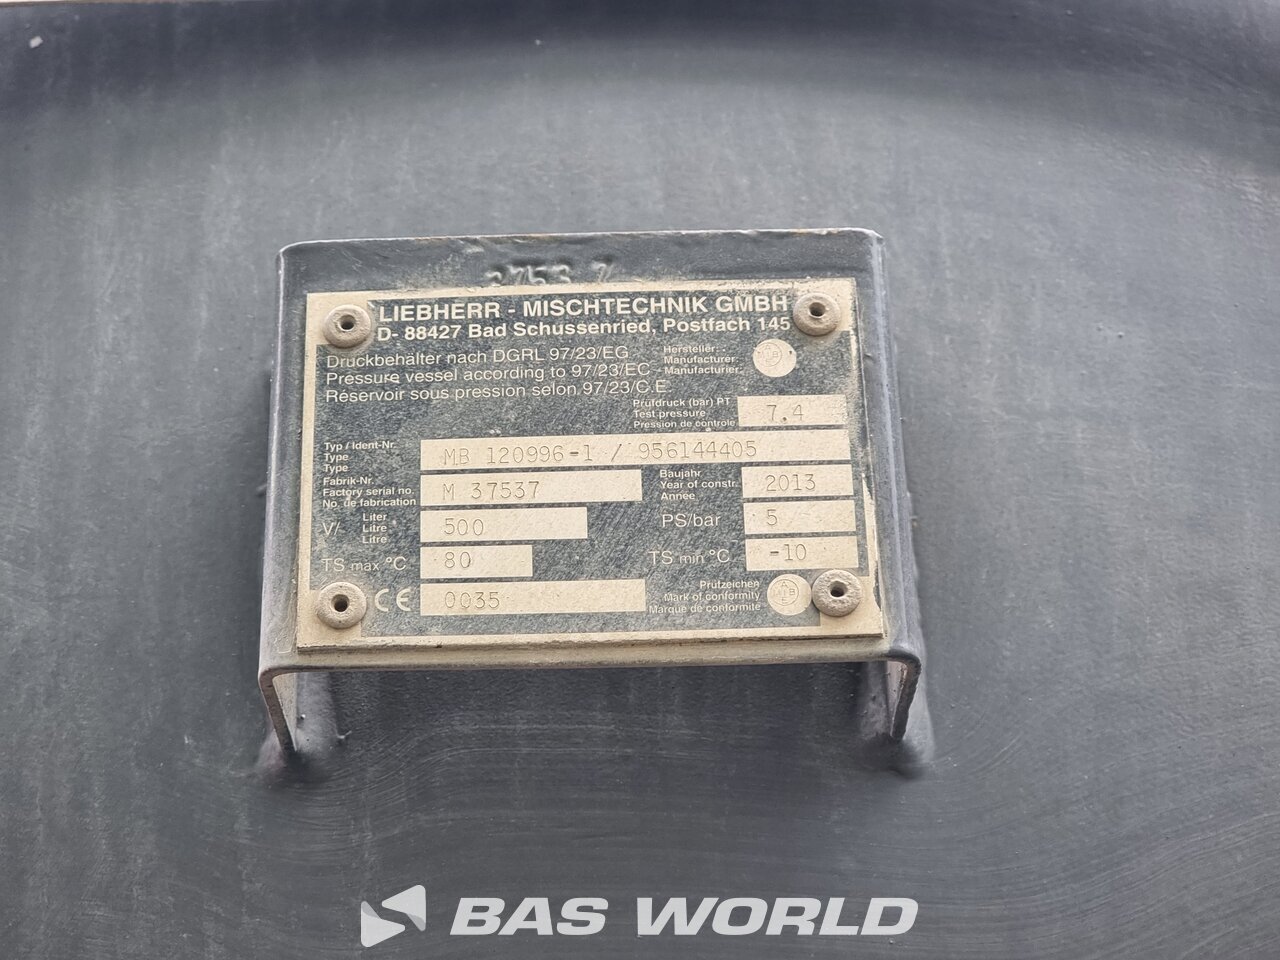 LIEBHERR - MISCHTECHNIK GMBH
D- 88427 Bad Schussenried, Postfach 145
Druckbehälter nach DGRL 97/23/EG
Pressure vessel according to 97/23/EC
Réservoir sous pression selon 97/23/C.E.
Hersteller:
Manufacturer:
Manufacturier:
Prüfdruck (bar) PT
Test pressure
Pression de contrôle
7.4
Typ / Ident-Nr.
Type
Type
MB 120996-1 / 956144405
Fabrik-Nr.
Factory serial no.
No. de fabrication
M 37537
Baujahr
Year of constr.
Année
2013
V/
Liter
Litre
Litre
500
PS/bar
5
TS max °C
80
TS min °C
-10
CE
0035
Prüfzeichen
Mark of conformity
Marque de conformité
BAS WORLD